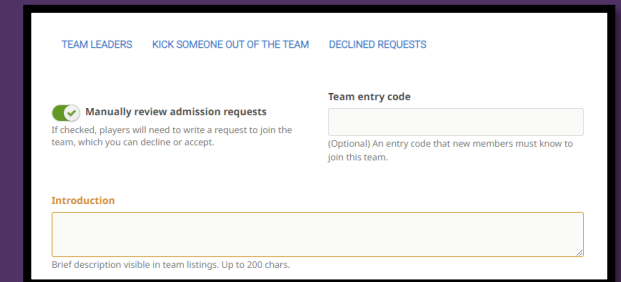 TEAM LEADERS KICK SOMEONE OUT OF THE TEAM DECLINED REQUESTS
Manually review admission requests
If checked, players will need to write a request to join the
team, which you can decline or accept.
Team entry code
(Optional) An entry code that new members must know to
join this team.
Introduction
Brief description visible in team listings. Up to 200 chars.